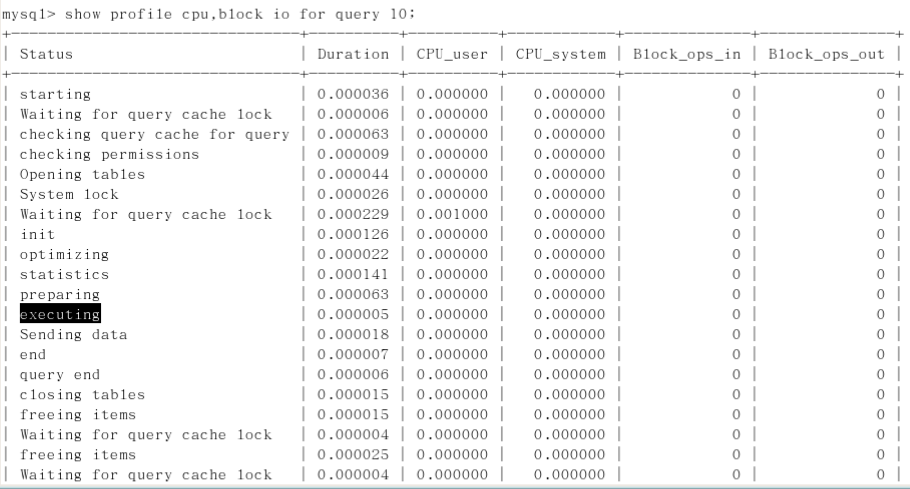 mysql> show profile cpu,block io for query 10;
+--------------------------------+----------+----------+------------+--------------+---------------+
| Status                         | Duration | CPU_user | CPU_system | Block_ops_in | Block_ops_out |
+--------------------------------+----------+----------+------------+--------------+---------------+
| starting                       | 0.000036 | 0.000000 |   0.000000 |            0 |             0 |
| Waiting for query cache lock   | 0.000006 | 0.000000 |   0.000000 |            0 |             0 |
| checking query cache for query | 0.000063 | 0.000000 |   0.000000 |            0 |             0 |
| checking permissions           | 0.000009 | 0.000000 |   0.000000 |            0 |             0 |
| Opening tables                 | 0.000044 | 0.000000 |   0.000000 |            0 |             0 |
| System lock                    | 0.000026 | 0.000000 |   0.000000 |            0 |             0 |
| Waiting for query cache lock   | 0.000229 | 0.001000 |   0.000000 |            0 |             0 |
| init                           | 0.000126 | 0.000000 |   0.000000 |            0 |             0 |
| optimizing                     | 0.000022 | 0.000000 |   0.000000 |            0 |             0 |
| statistics                     | 0.000141 | 0.000000 |   0.000000 |            0 |             0 |
| preparing                      | 0.000063 | 0.000000 |   0.000000 |            0 |             0 |
| executing                      | 0.000005 | 0.000000 |   0.000000 |            0 |             0 |
| Sending data                   | 0.000018 | 0.000000 |   0.000000 |            0 |             0 |
| end                            | 0.000007 | 0.000000 |   0.000000 |            0 |             0 |
| query end                      | 0.000006 | 0.000000 |   0.000000 |            0 |             0 |
| closing tables                 | 0.000015 | 0.000000 |   0.000000 |            0 |             0 |
| freeing items                  | 0.000015 | 0.000000 |   0.000000 |            0 |             0 |
| Waiting for query cache lock   | 0.000004 | 0.000000 |   0.000000 |            0 |             0 |
| freeing items                  | 0.000025 | 0.000000 |   0.000000 |            0 |             0 |
| Waiting for query cache lock   | 0.000004 | 0.000000 |   0.000000 |            0 |             0 |